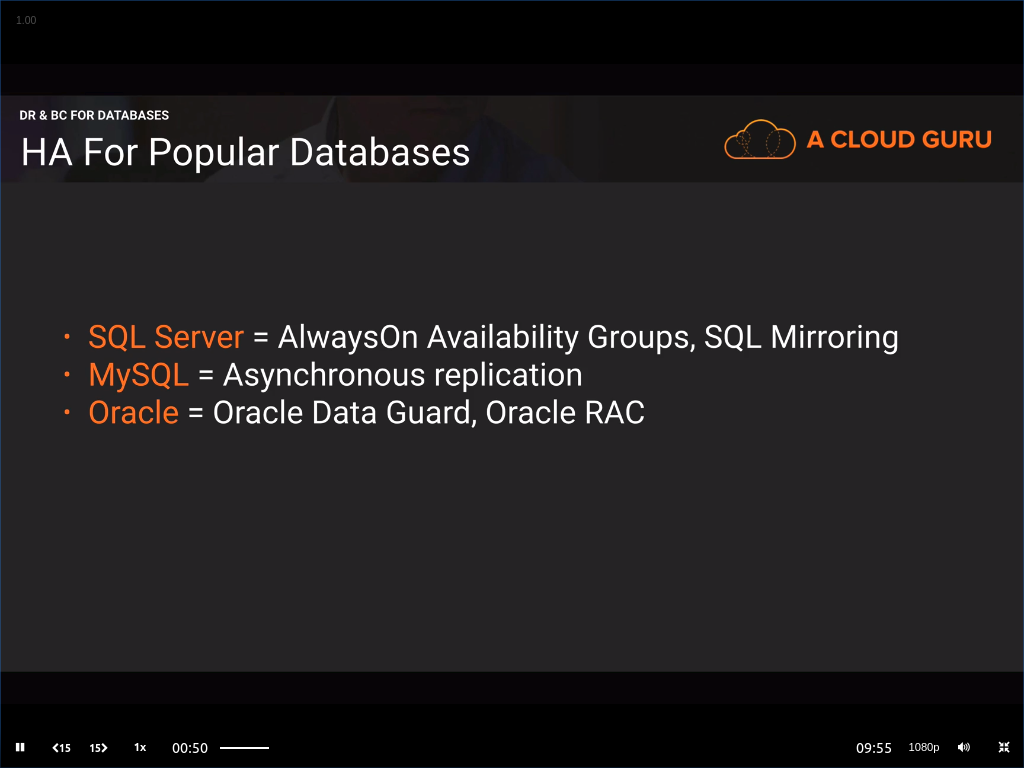 1.00
DR & BC FOR DATABASES
HA For Popular Databases
A CLOUD GURU
• SQL Server = AlwaysOn Availability Groups, SQL Mirroring
• MySQL = Asynchronous replication
• Oracle = Oracle Data Guard, Oracle RAC
15 15 1x 00:50 09:55 1080p